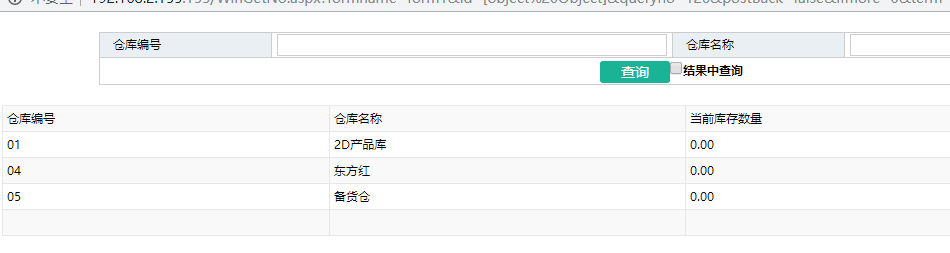 仓库编号 仓库名称
查询 结果中查询
仓库编号 仓库名称 当前库存数量
01 2D产品库 0.00
04 东方红 0.00
05 备货仓 0.00